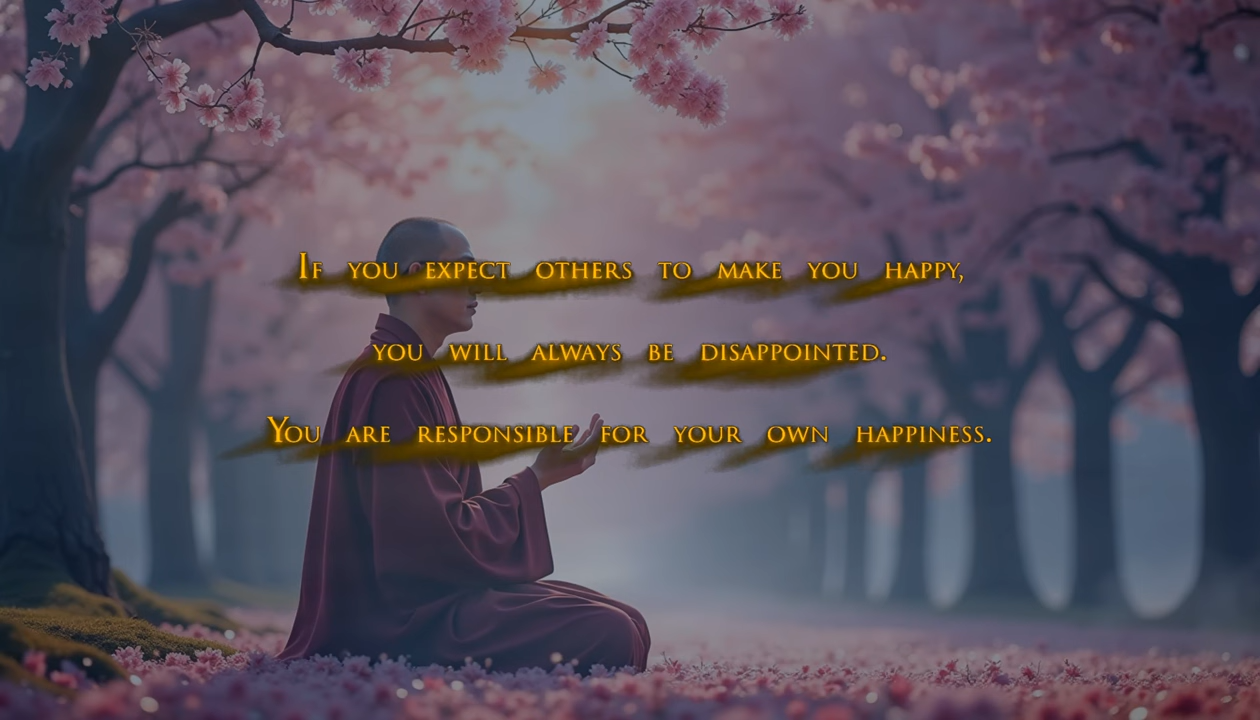 If you expect others to make you happy,
you will always be disappointed.
You are responsible for your own happiness.